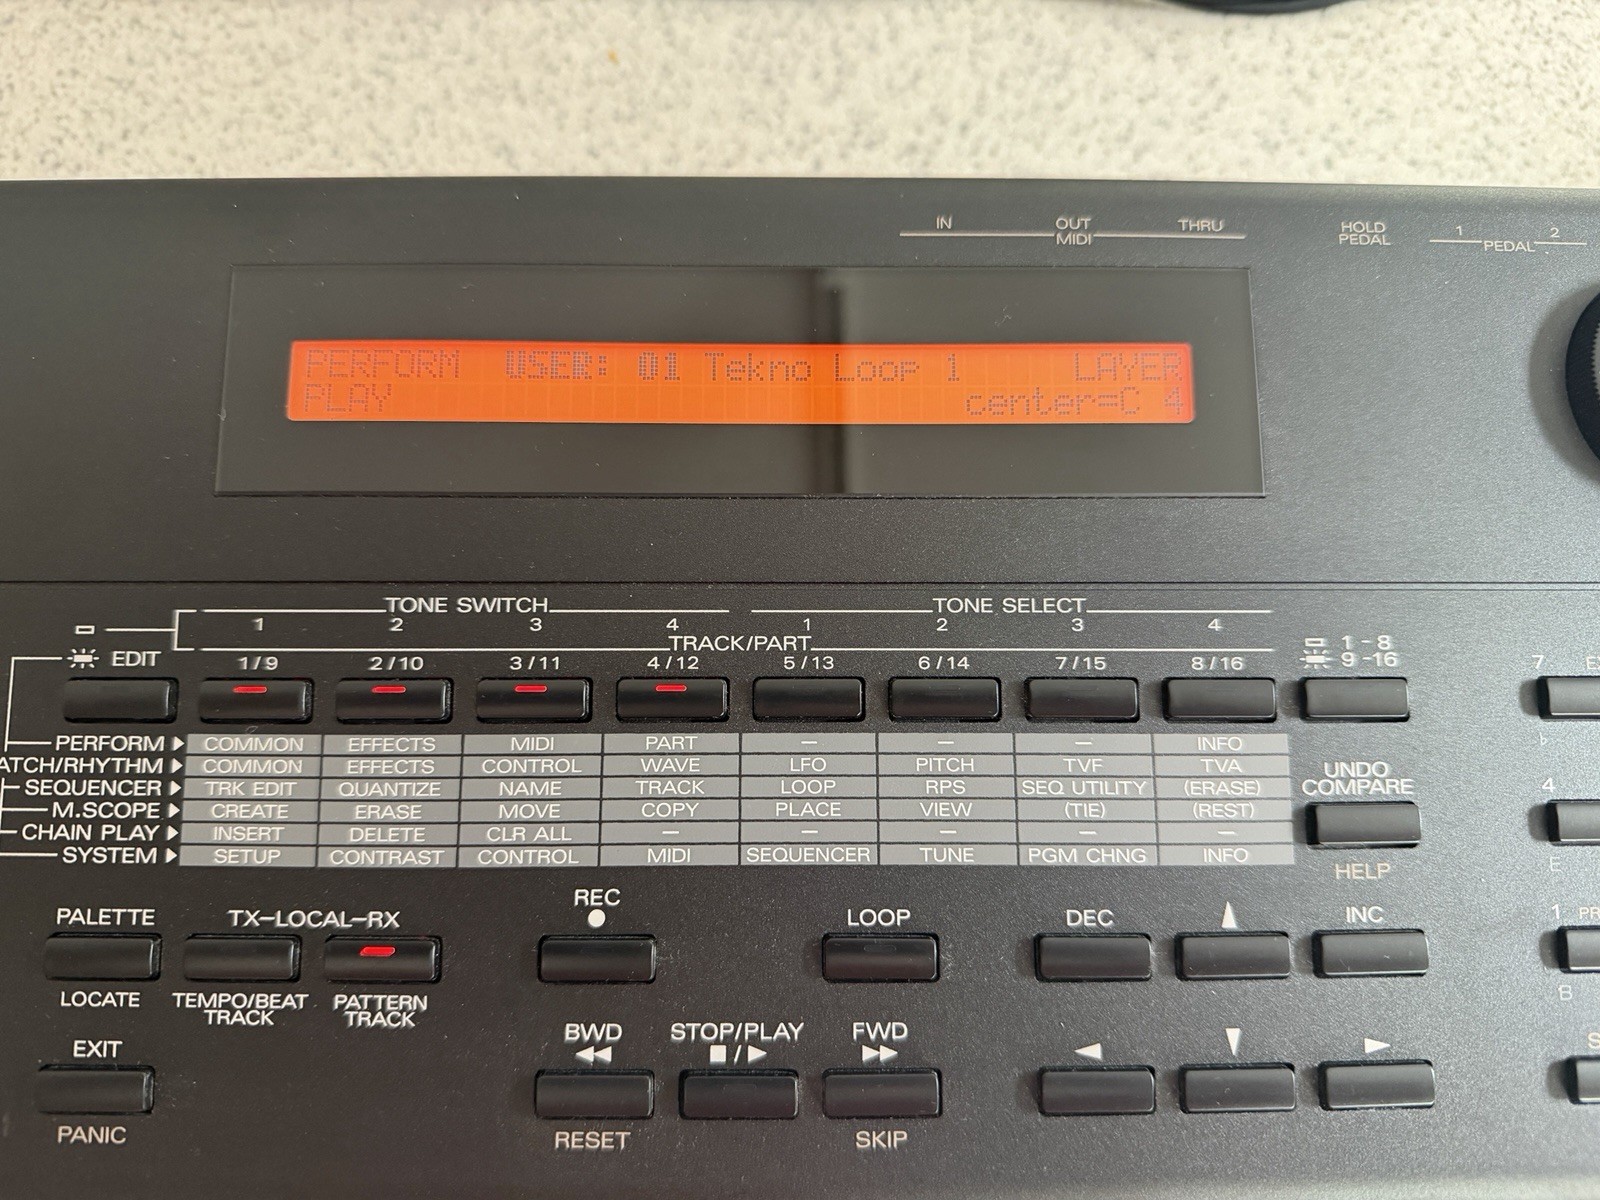 IN OUT THRU
MIDI
HOLD
PEDAL
1 PEDAL 2
PERFORM USER: 01 Tekno Loop 1 LAYER
PLAY center=C 4
TONE SWITCH TONE SELECT
1 2 3 4 1 2 3 4
TRACK/PART
EDIT 1/9 2/10 3/11 4/12 5/13 6/14 7/15 8/16
1-8
9-16
7
PERFORM COMMON EFFECTS MIDI PART – – – INFO
ATCH/RHYTHM COMMON EFFECTS CONTROL WAVE LFO PITCH TVF TVA
SEQUENCER TRK EDIT QUANTIZE NAME TRACK LOOP RPS SEQ UTILITY (ERASE)
M.SCOPE CREATE ERASE MOVE COPY PLACE VIEW (TIE) (REST)
CHAIN PLAY INSERT DELETE CLR ALL – – – – –
SYSTEM SETUP CONTRAST CONTROL MIDI SEQUENCER TUNE PGM CHNG INFO
UNDO
COMPARE
HELP
4
E
PALETTE TX–LOCAL–RX REC LOOP DEC INC
1 PR
B
LOCATE TEMPO/BEAT
TRACK
PATTERN
TRACK
EXIT BWD STOP/PLAY FWD
PANIC RESET SKIP